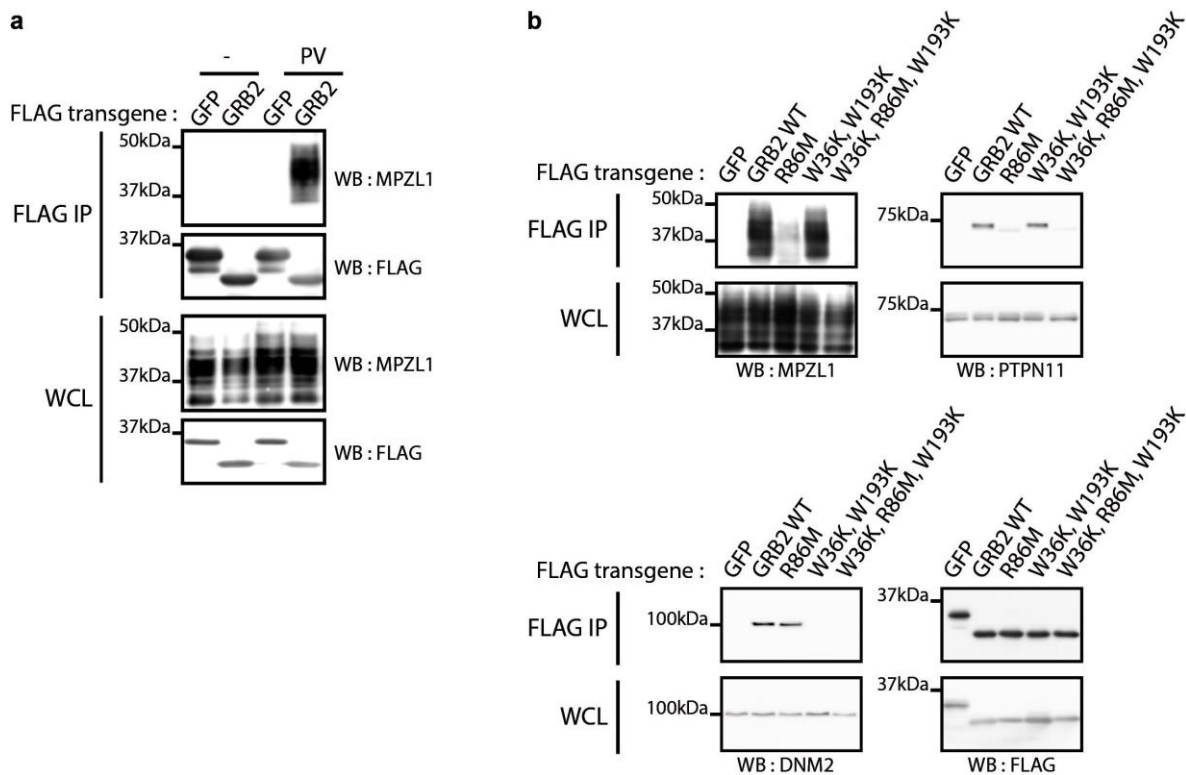 a
- PV
FLAG transgene : GFP GRB2 GFP GRB2
FLAG IP
50kDa
37kDa
WB : MPZL1
37kDa
WB : FLAG
WCL
50kDa
37kDa
WB : MPZL1
37kDa
WB : FLAG
b
FLAG transgene : GFP GRB2 WT R86M W36K, W193K W36K, R86M, W193K
FLAG IP
50kDa
37kDa
WCL
50kDa
37kDa
WB : MPZL1
GFP GRB2 WT R86M W36K, W193K W36K, R86M, W193K
75kDa
75kDa
WB : PTPN11
FLAG transgene : GFP GRB2 WT R86M W36K, W193K W36K, R86M, W193K
FLAG IP
100kDa
WCL
100kDa
WB : DNM2
GFP GRB2 WT R86M W36K, W193K W36K, R86M, W193K
37kDa
37kDa
WB : FLAG